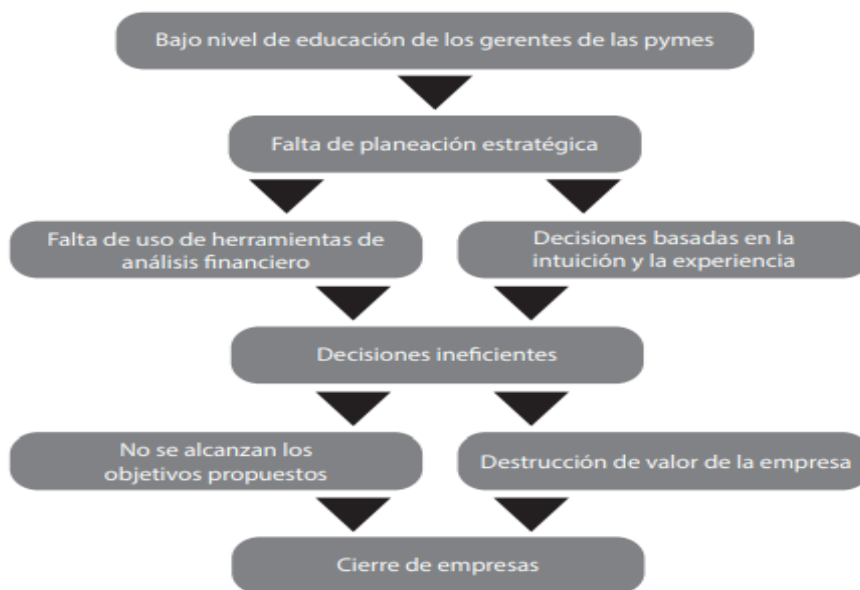 Bajo nivel de educación de los gerentes de las pymes
Falta de planeación estratégica
Falta de uso de herramientas de
análisis financiero
Decisiones basadas en la
intuición y la experiencia
Decisiones ineficientes
No se alcanzan los
objetivos propuestos
Destrucción de valor de la empresa
Cierre de empresas